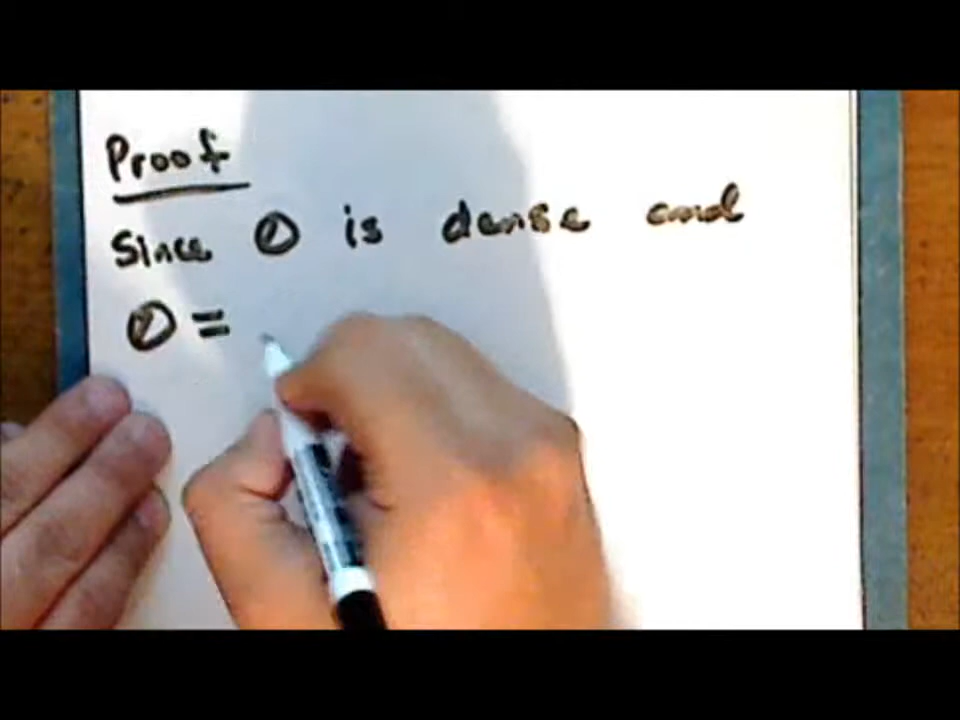 Proof
Since ℚ is dense and
ℚ =